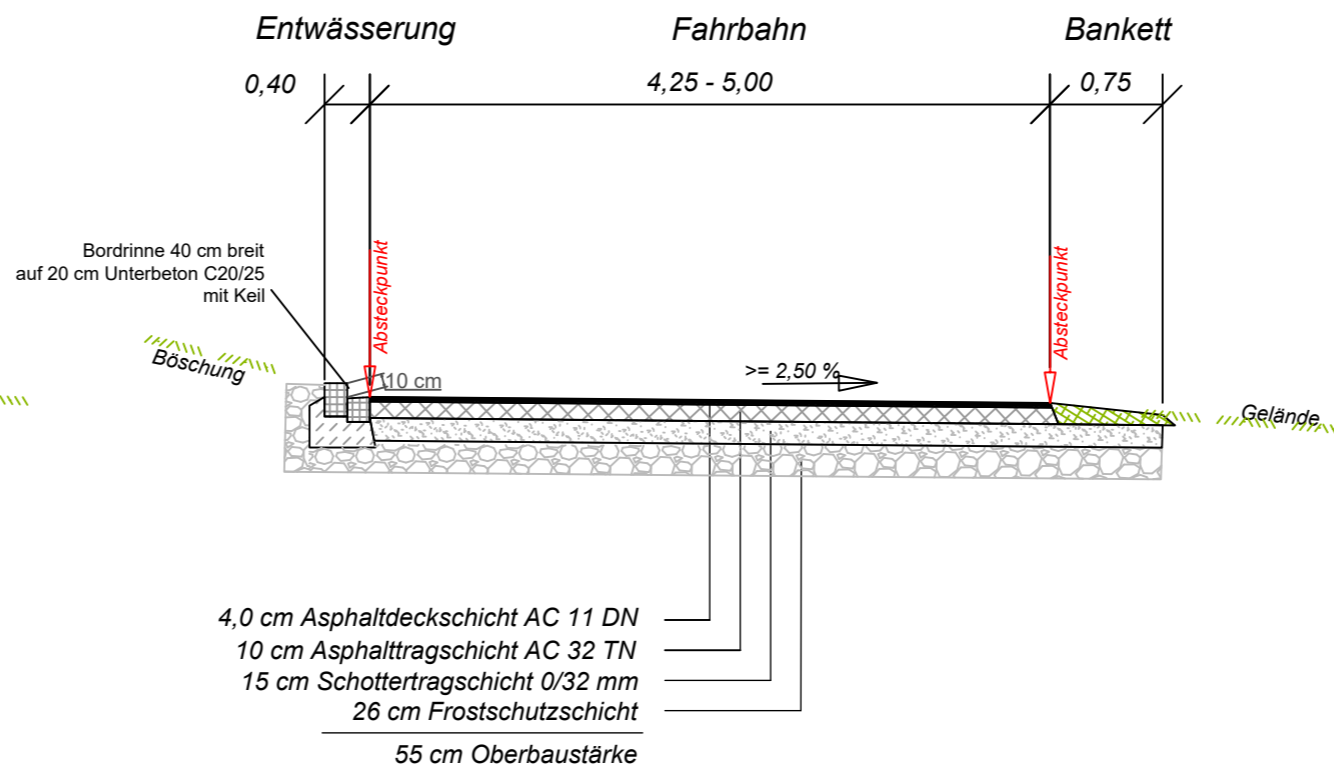 Entwässerung
Fahrbahn
Bankett
0,40
4,25 - 5,00
0,75
Bordrinne 40 cm breit
auf 20 cm Unterbeton C20/25
mit Keil
Absteckpunkt
Absteckpunkt
Böschung
10 cm
>= 2,50 %
Gelände
4,0 cm Asphaltdeckschicht AC 11 DN
10 cm Asphalttragschicht AC 32 TN
15 cm Schottertragschicht 0/32 mm
26 cm Frostschutzschicht
55 cm Oberbaustärke